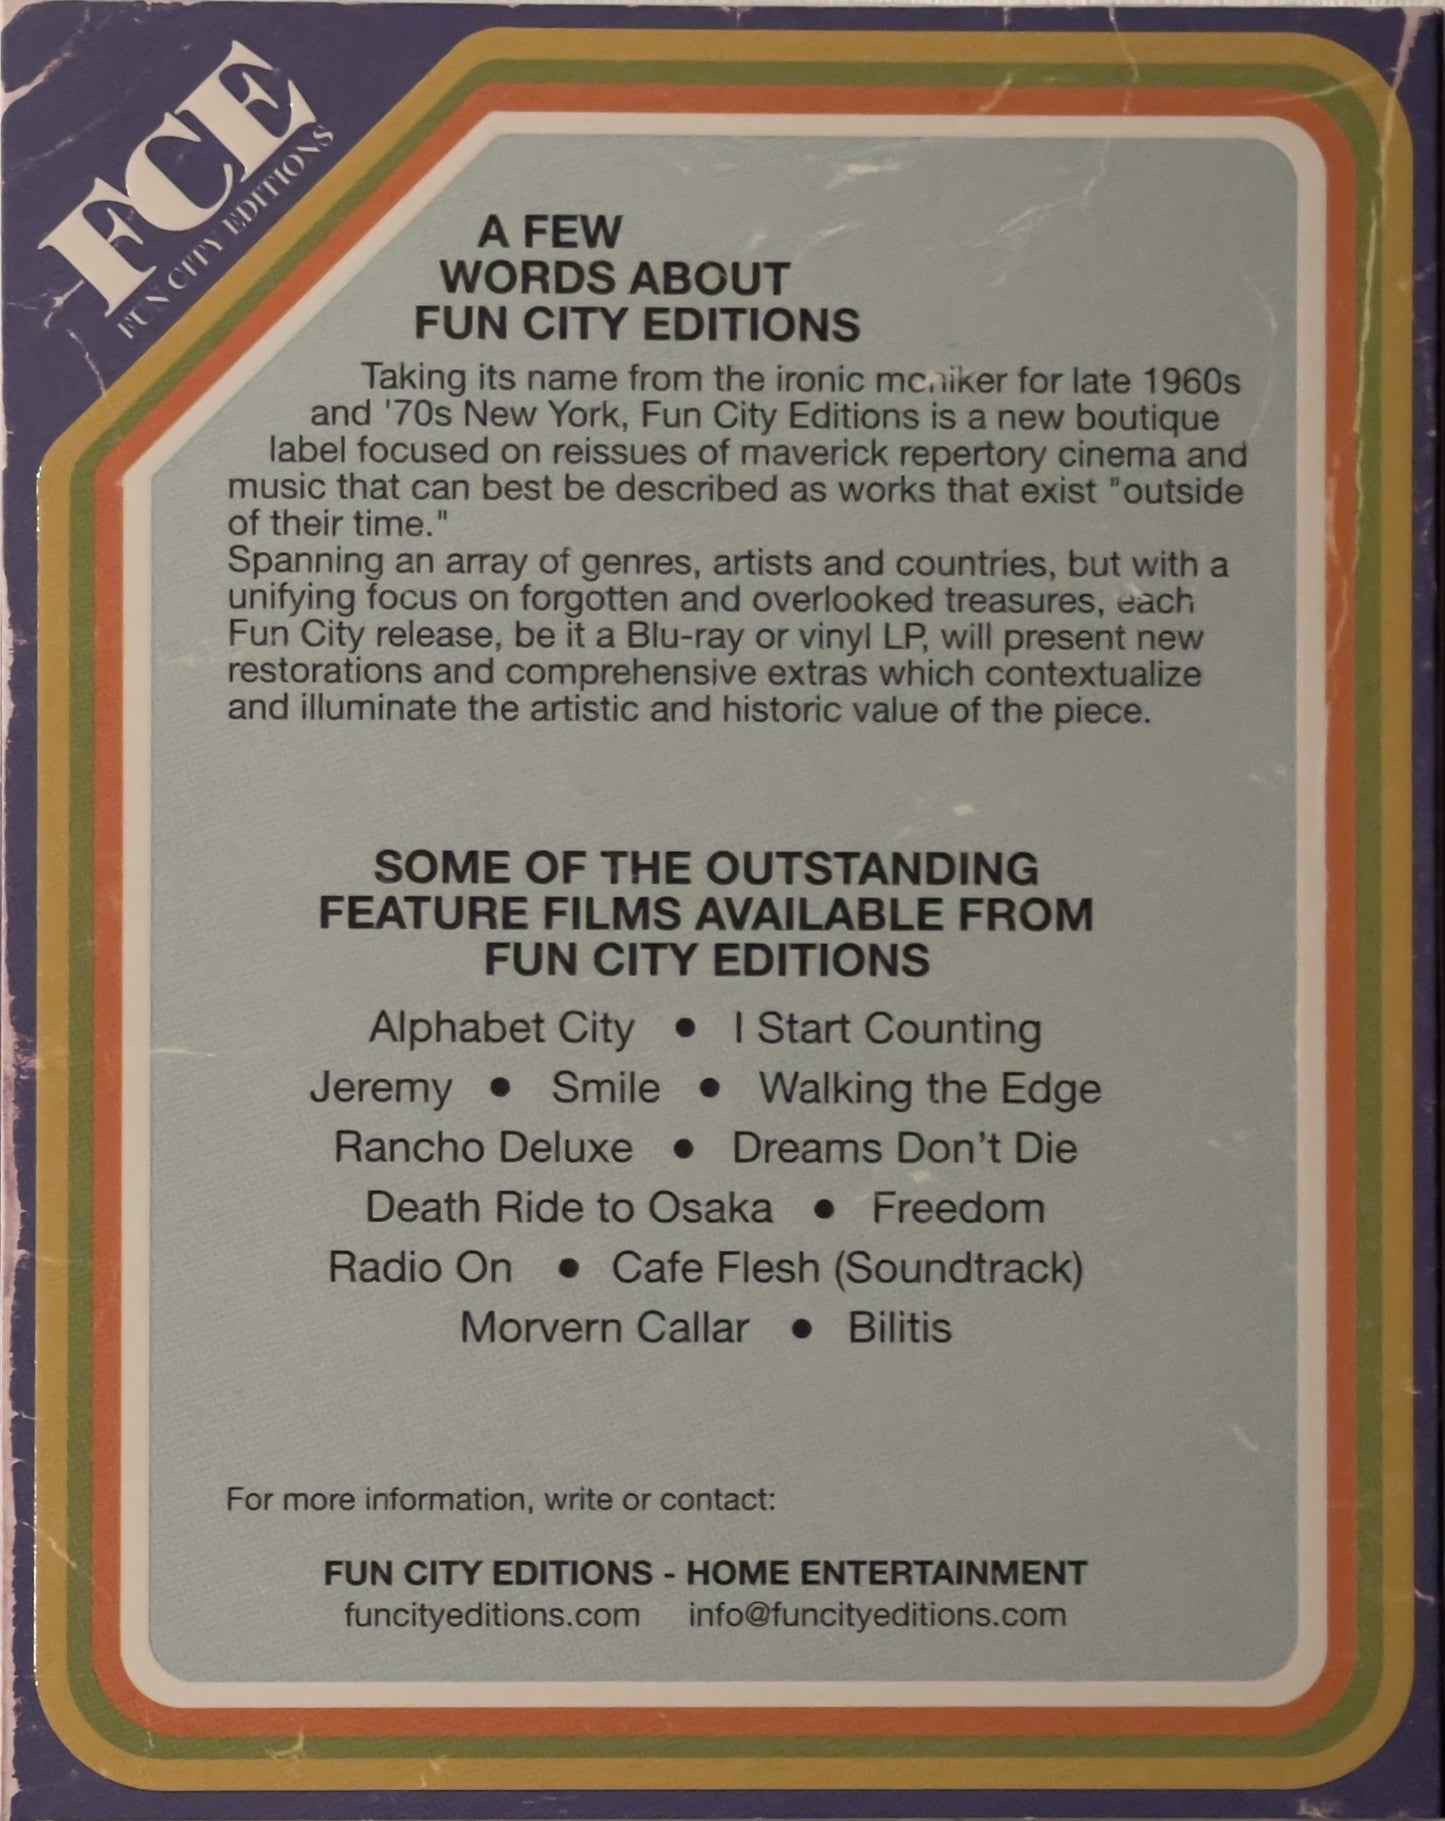 FCE
FUN CITY EDITIONS
A FEW
WORDS ABOUT
FUN CITY EDITIONS
Taking its name from the ironic moniker for late 1960s
and '70s New York, Fun City Editions is a new boutique
label focused on reissues of maverick repertory cinema and
music that can best be described as works that exist "outside
of their time."
Spanning an array of genres, artists and countries, but with a
unifying focus on forgotten and overlooked treasures, each
Fun City release, be it a Blu-ray or vinyl LP, will present new
restorations and comprehensive extras which contextualize
and illuminate the artistic and historic value of the piece.
SOME OF THE OUTSTANDING
FEATURE FILMS AVAILABLE FROM
FUN CITY EDITIONS
Alphabet City ● I Start Counting
Jeremy ● Smile ● Walking the Edge
Rancho Deluxe ● Dreams Don't Die
Death Ride to Osaka ● Freedom
Radio On ● Cafe Flesh (Soundtrack)
Morvern Callar ● Bilitis
For more information, write or contact:
FUN CITY EDITIONS - HOME ENTERTAINMENT
funcityeditions.com info@funcityeditions.com